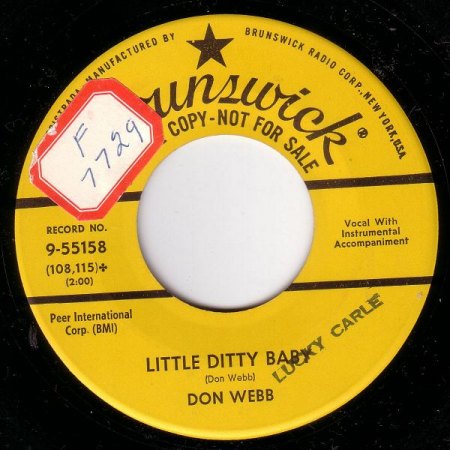 MANUFACTURED BY BRUNSWICK RADIO CORP., NEW YORK, U.S.A.
Brunswick®
COPY-NOT FOR SALE
F
7729
RECORD NO.
9-55158
(108,115)✢
(2:00)
Vocal With
Instrumental
Accompaniment
Peer International
Corp. (BMI)
LITTLE DITTY BABY
(Don Webb)
DON WEBB
LUCKY CARLE